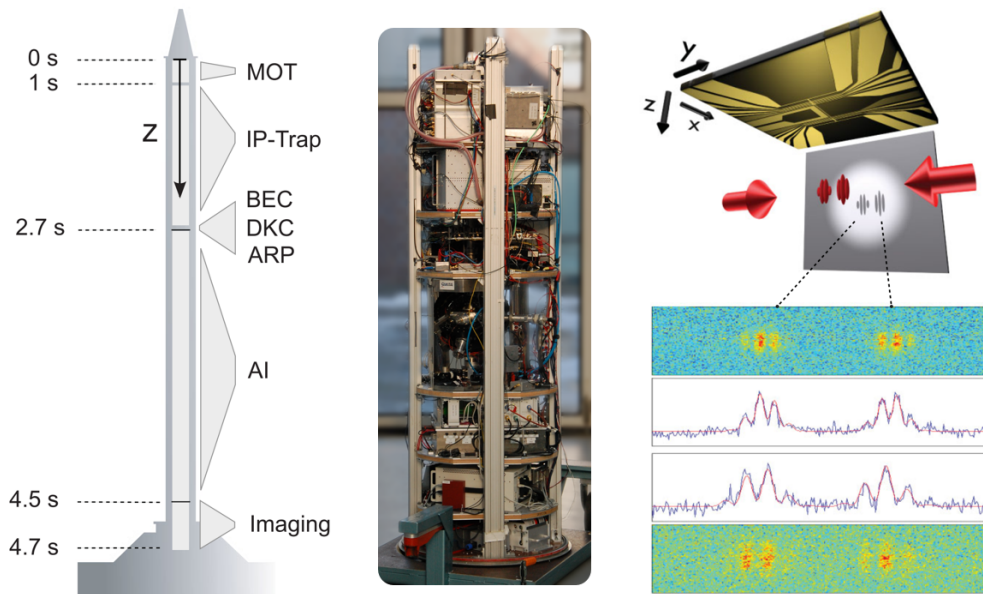 0 s
MOT
1 s
Z
IP-Trap
BEC
2.7 s
DKC
ARP
AI
4.5 s
Imaging
4.7 s
y
z
x